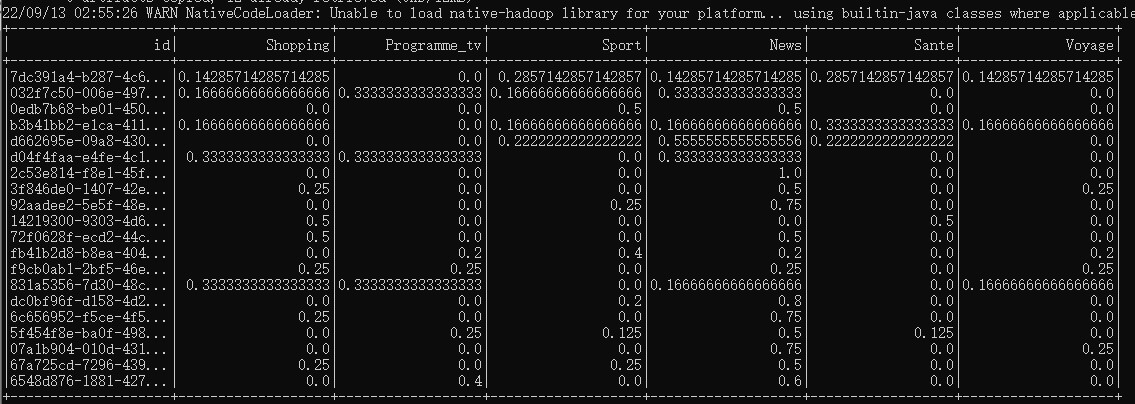 22/09/13 02:55:26 WARN NativeCodeLoader: Unable to load native-hadoop library for your platform... using builtin-java classes where applicable
+--------------------+-------------------+------------------+-------------------+-------------------+------------------+-------------------+
| id| Shopping| Programme_tv| Sport| News| Sante| Voyage|
+--------------------+-------------------+------------------+-------------------+-------------------+------------------+-------------------+
|7dc391a4-b287-4c6...|0.14285714285714285| 0.0| 0.2857142857142857|0.14285714285714285|0.2857142857142857|0.14285714285714285|
|032f7c50-006e-497...|0.16666666666666666|0.3333333333333333|0.16666666666666666| 0.3333333333333333| 0.0| 0.0|
|0edb7b68-be01-450...| 0.0| 0.0| 0.5| 0.5| 0.0| 0.0|
|b3b41bb2-e1ca-411...|0.16666666666666666| 0.0|0.16666666666666666|0.16666666666666666|0.3333333333333333|0.16666666666666666|
|d662695e-09a8-430...| 0.0| 0.0| 0.2222222222222222| 0.5555555555555556|0.2222222222222222| 0.0|
|d04f4faa-e4fe-4c1...| 0.3333333333333333|0.3333333333333333| 0.0| 0.3333333333333333| 0.0| 0.0|
|2c53e814-f8e1-45f...| 0.0| 0.0| 0.0| 1.0| 0.0| 0.0|
|3f846de0-1407-42e...| 0.25| 0.0| 0.0| 0.5| 0.0| 0.25|
|92aadee2-5e5f-48e...| 0.0| 0.0| 0.25| 0.75| 0.0| 0.0|
|14219300-9303-4d6...| 0.5| 0.0| 0.0| 0.0| 0.5| 0.0|
|72f0628f-ecd2-44c...| 0.5| 0.0| 0.0| 0.5| 0.0| 0.0|
|fb41b2d8-b8ea-404...| 0.0| 0.2| 0.4| 0.2| 0.0| 0.2|
|f9cb0ab1-2bf5-46e...| 0.25| 0.25| 0.0| 0.25| 0.0| 0.25|
|831a5356-7d30-48c...| 0.3333333333333333|0.3333333333333333| 0.0|0.16666666666666666| 0.0|0.16666666666666666|
|dc0bf96f-d158-4d2...| 0.0| 0.0| 0.2| 0.8| 0.0| 0.0|
|6c656952-f5ce-4f5...| 0.25| 0.0| 0.0| 0.75| 0.0| 0.0|
|5f454f8e-ba0f-498...| 0.0| 0.25| 0.125| 0.5| 0.125| 0.0|
|07a1b904-010d-431...| 0.0| 0.0| 0.0| 0.75| 0.0| 0.25|
|67a725cd-7296-439...| 0.25| 0.0| 0.25| 0.5| 0.0| 0.0|
|6548d876-1881-427...| 0.0| 0.4| 0.0| 0.6| 0.0| 0.0|
+--------------------+-------------------+------------------+-------------------+-------------------+------------------+-------------------+